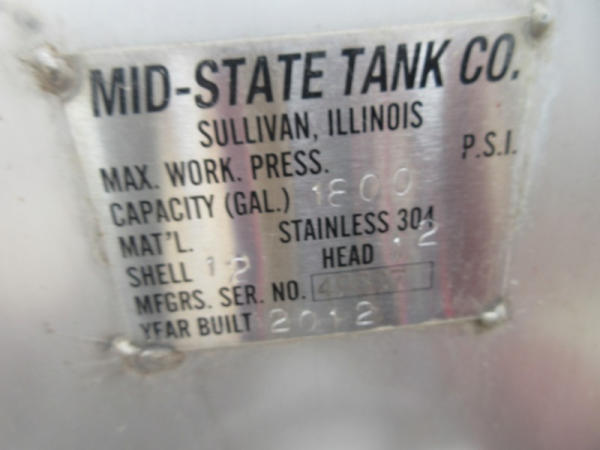 MID-STATE TANK CO.
SULLIVAN, ILLINOIS
MAX. WORK. PRESS. P.S.I.
CAPACITY (GAL.) 1800
MAT'L. STAINLESS 304
SHELL 12 HEAD 12
MFGRS. SER. NO.
YEAR BUILT 2012